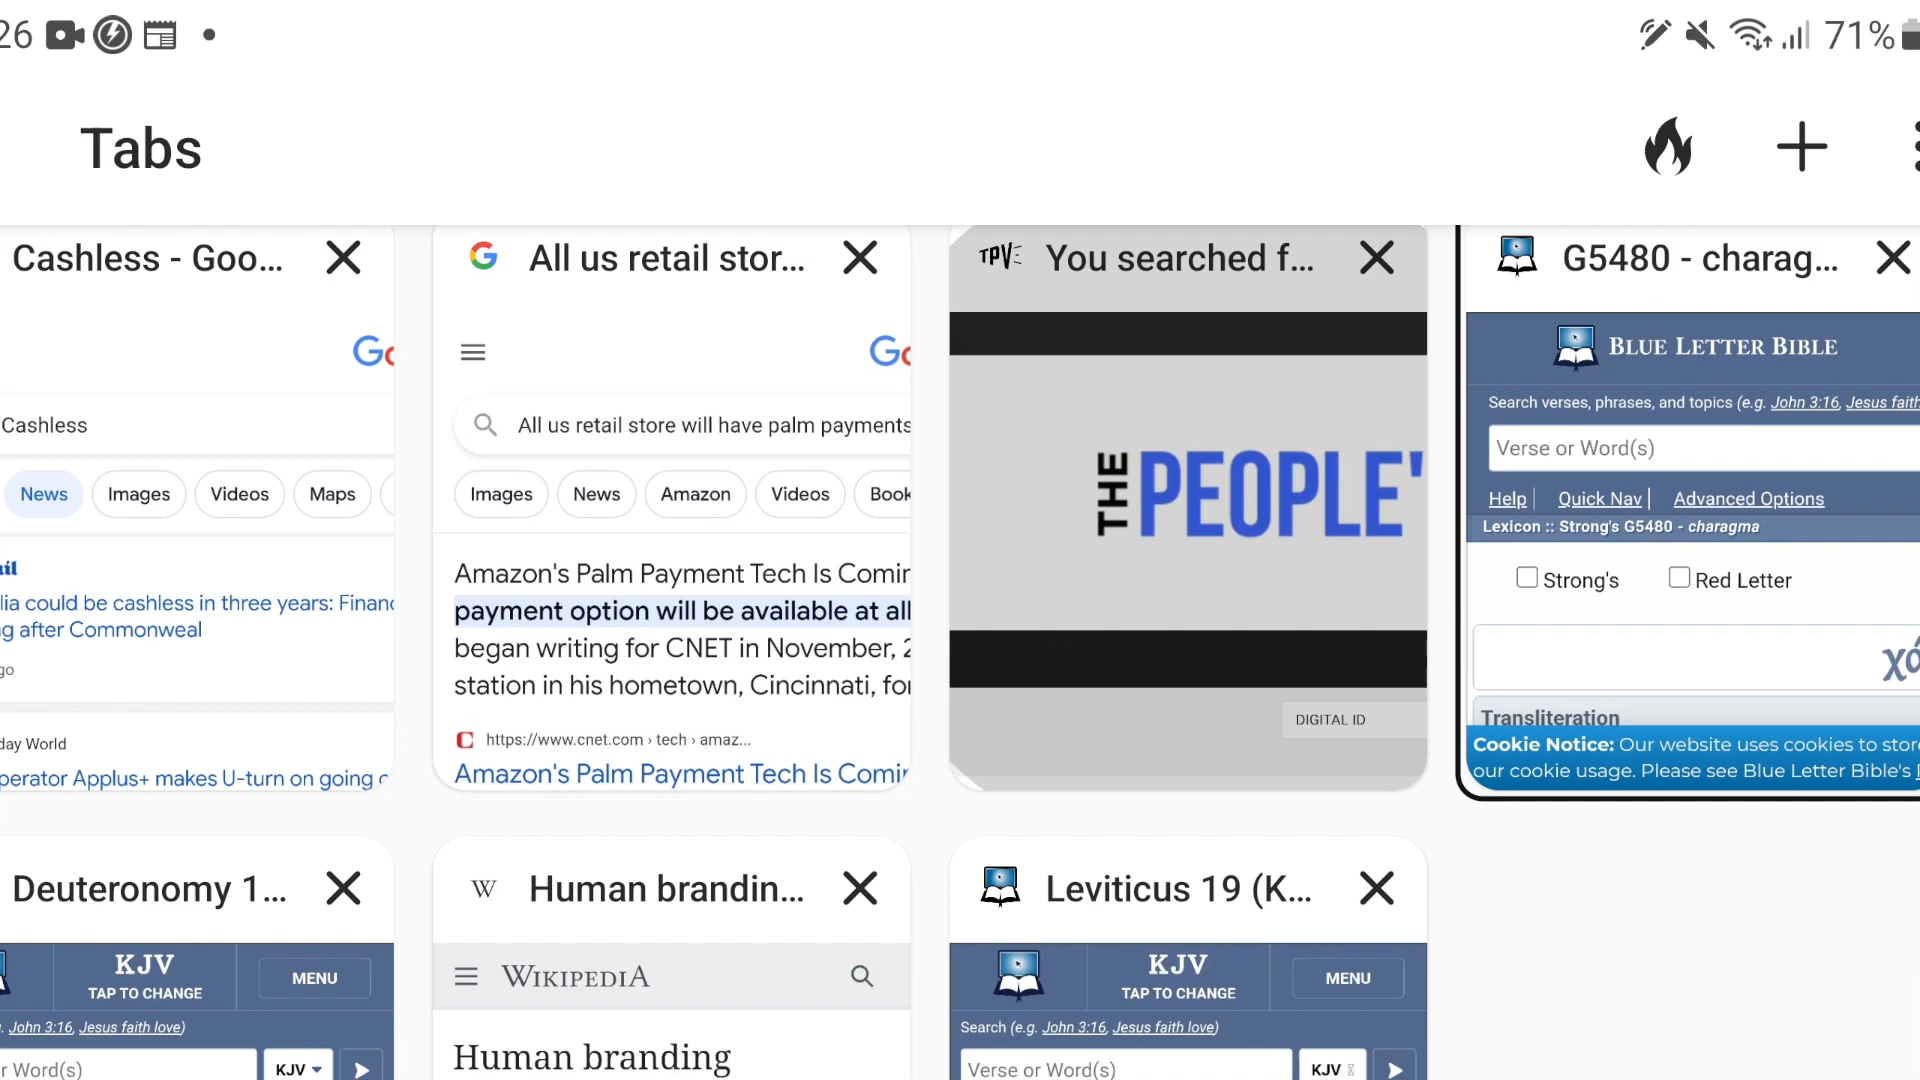 26
71%
Tabs
Cashless - Goo...
All us retail stor...
TPV
You searched f...
G5480 - charag...
Go
Cashless
News
Images
Videos
Maps
Go
All us retail store will have palm payments
Images
News
Amazon
Videos
Book
ail
lia could be cashless in three years: Financ
g after Commonweal
go
day World
perator Applus+ makes U-turn on going c
Amazon's Palm Payment Tech Is Comin
payment option will be available at all
began writing for CNET in November, 2
station in his hometown, Cincinnati, for
https://www.cnet.com › tech › amaz...
Amazon's Palm Payment Tech Is Comin
THE PEOPLE'
DIGITAL ID
BLUE LETTER BIBLE
Search verses, phrases, and topics (e.g. John 3:16, Jesus faith
Verse or Word(s)
Help
Quick Nav
Advanced Options
Lexicon :: Strong's G5480 - charagma
Strong's
Red Letter
χά
Transliteration
Cookie Notice: Our website uses cookies to store
our cookie usage. Please see Blue Letter Bible's P
Deuteronomy 1...
W
Human brandin...
Leviticus 19 (K...
KJV
TAP TO CHANGE
MENU
. John 3:16, Jesus faith love)
r Word(s)
KJV
WIKIPEDIA
Human branding
KJV
TAP TO CHANGE
MENU
Search (e.g. John 3:16, Jesus faith love)
Verse or Word(s)
KJV